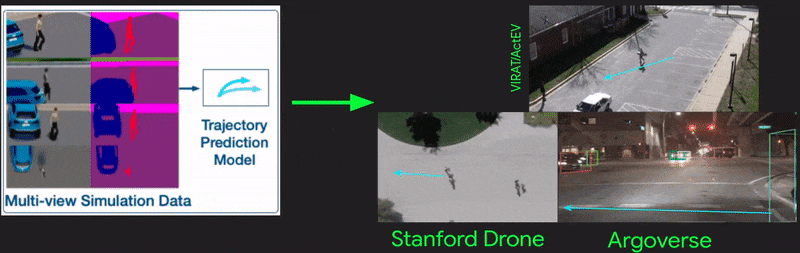 Trajectory
Prediction
Model
Multi-view Simulation Data
VIRAT/ActEV
Stanford Drone
Argoverse